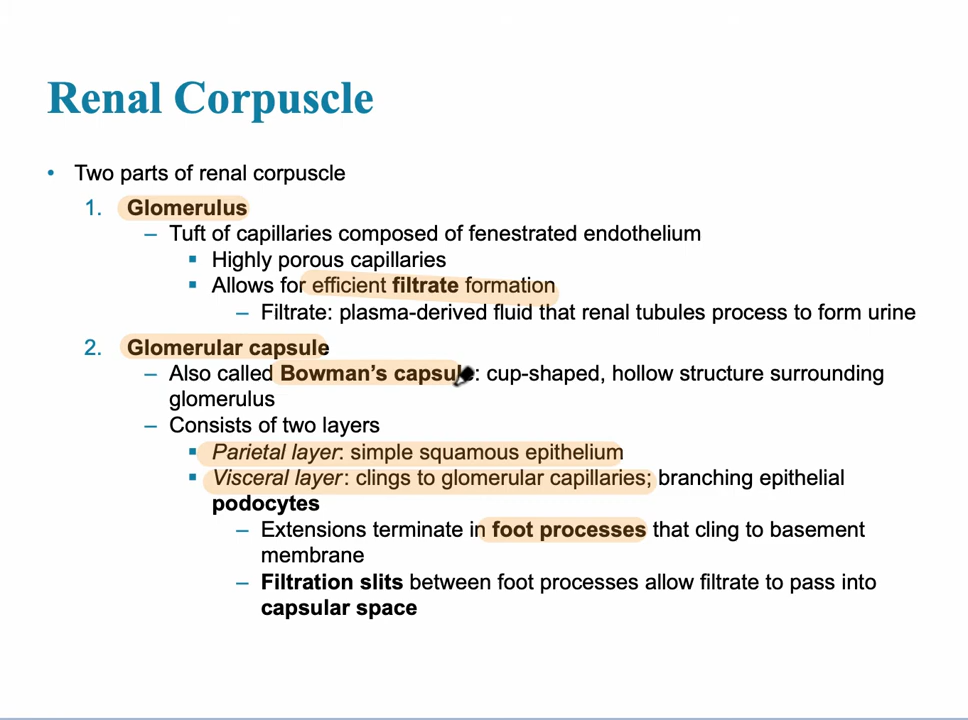 Renal Corpuscle
• Two parts of renal corpuscle
1. Glomerulus
– Tuft of capillaries composed of fenestrated endothelium
▪ Highly porous capillaries
▪ Allows for efficient filtrate formation
– Filtrate: plasma-derived fluid that renal tubules process to form urine
2. Glomerular capsule
– Also called Bowman’s capsule: cup-shaped, hollow structure surrounding
glomerulus
– Consists of two layers
▪ Parietal layer: simple squamous epithelium
▪ Visceral layer: clings to glomerular capillaries; branching epithelial
podocytes
– Extensions terminate in foot processes that cling to basement
membrane
– Filtration slits between foot processes allow filtrate to pass into
capsular space